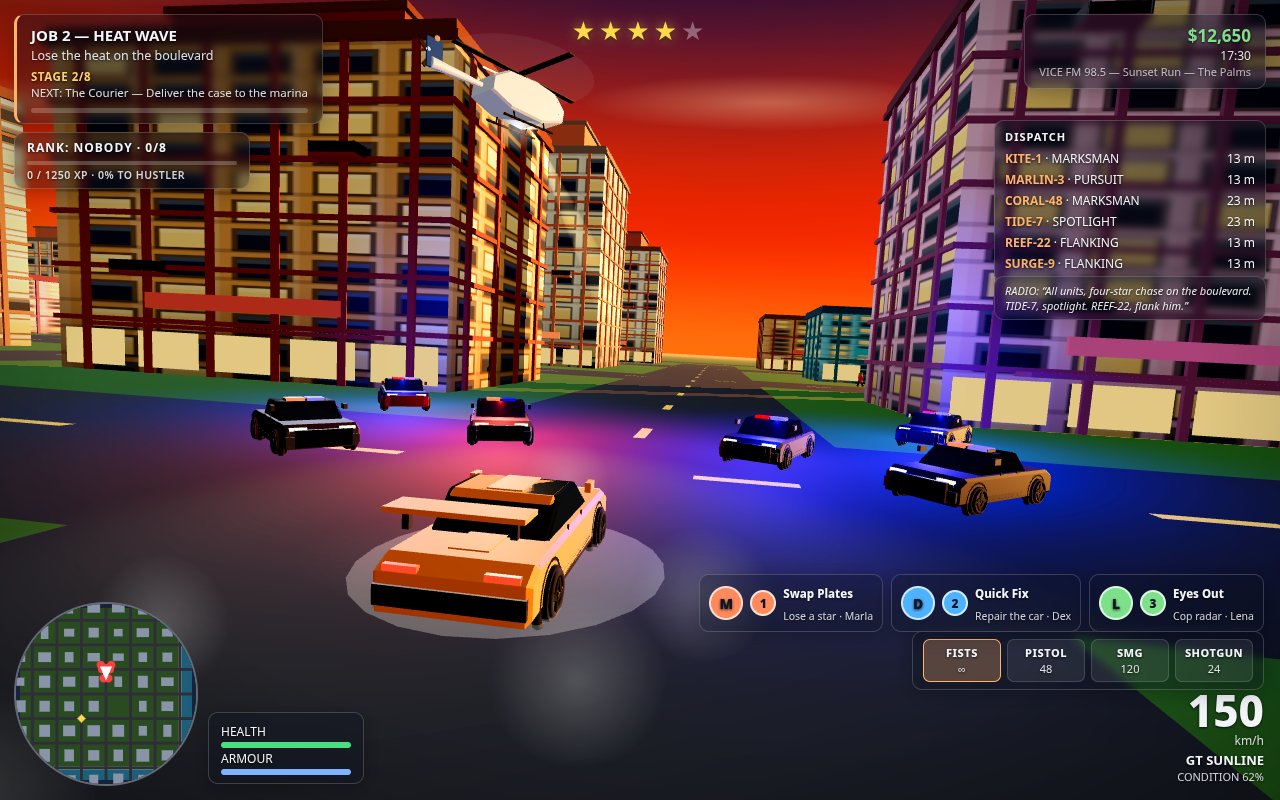 JOB 2 — HEAT WAVE
Lose the heat on the boulevard
STAGE 2/8
NEXT: The Courier — Deliver the case to the marina
RANK: NOBODY · 0/8
0 / 1250 XP · 0% TO HUSTLER
★★★★★
$12,650
17:30
VICE FM 98.5 — Sunset Run — The Palms
DISPATCH
KITE-1 · MARKSMAN 13 m
MARLIN-3 · PURSUIT 13 m
CORAL-48 · MARKSMAN 23 m
TIDE-7 · SPOTLIGHT 23 m
REEF-22 · FLANKING 13 m
SURGE-9 · FLANKING 13 m
RADIO: “All units, four-star chase on the boulevard.
TIDE-7, spotlight. REEF-22, flank him.”
M 1 Swap Plates
Lose a star · Marla
D 2 Quick Fix
Repair the car · Dex
L 3 Eyes Out
Cop radar · Lena
FISTS
∞
PISTOL
48
SMG
120
SHOTGUN
24
HEALTH
ARMOUR
150
km/h
GT SUNLINE
CONDITION 62%